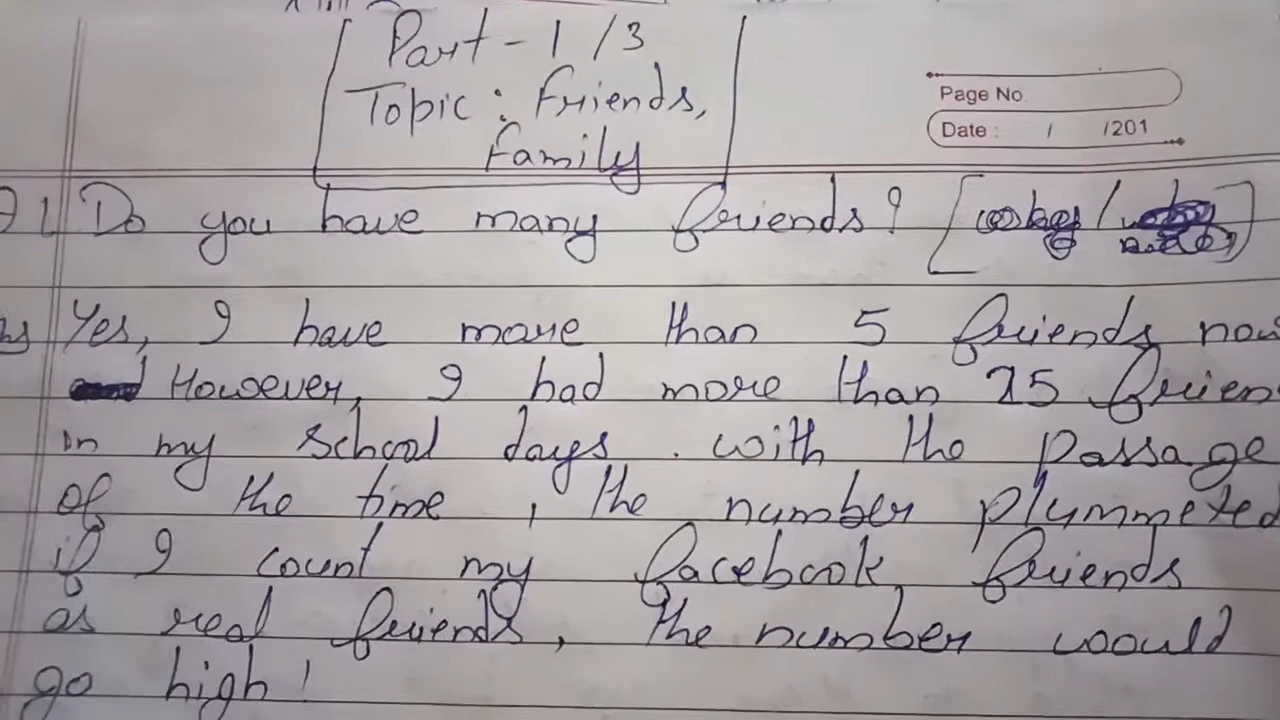 Part - 1 / 3
Topic : Friends,
Family
Page No.
Date : / /201
Q1. Do you have many friends?
Yes, I have more than 5 friends now
However, I had more than 25 frien
in my school days. with the passage
of the time, the number plummeted
if I count my facebook friends
as real friends, the number would
go high!